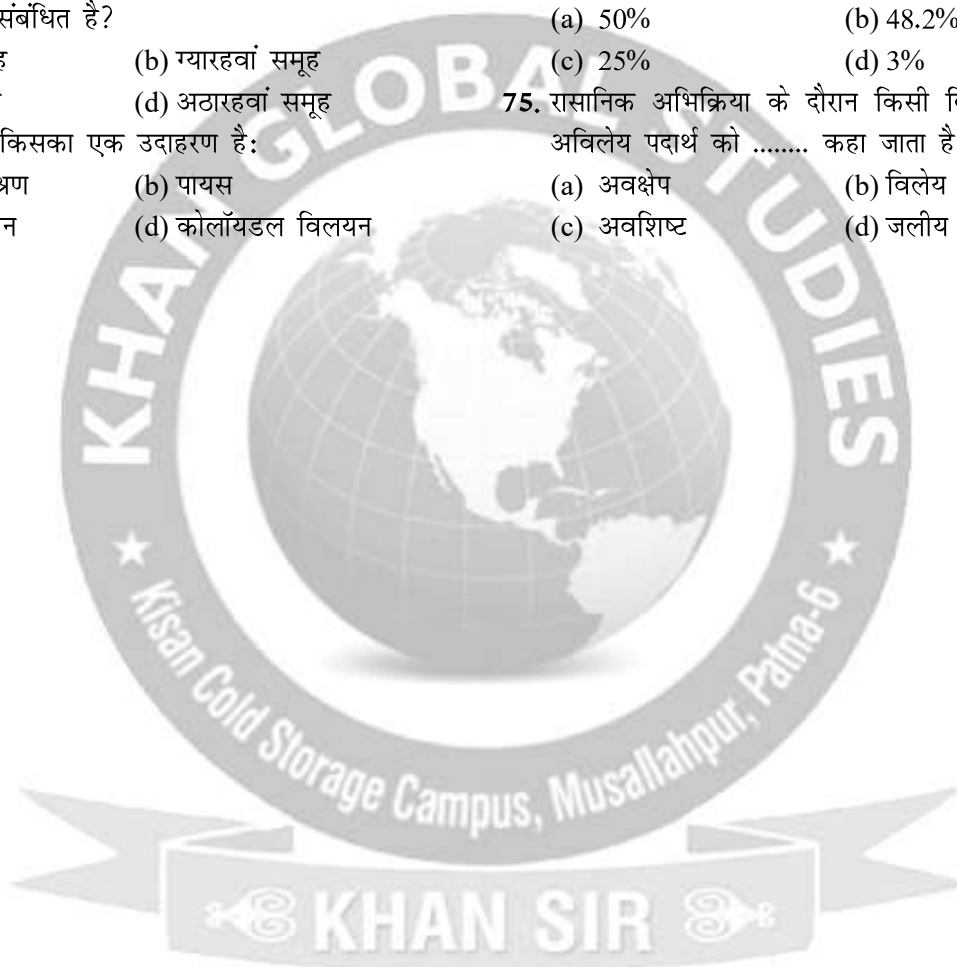 संबंधित है?
(b) ग्यारहवां समूह
(d) अठारहवां समूह
किसका एक उदाहरण है:
(b) पायस
(d) कोलॉयडल विलयन
(a) 50%
(b) 48.2%
(c) 25%
(d) 3%
75. रासानिक अभिक्रिया के दौरान किसी
अविलेय पदार्थ को ........ कहा जाता है
(a) अवक्षेप
(b) विलेय
(c) अवशिष्ट
(d) जलीय
KHAN GLOBAL STUDIES
Kisan Cold Storage Campus, Musallahpur, Patna-6
KHAN SIR